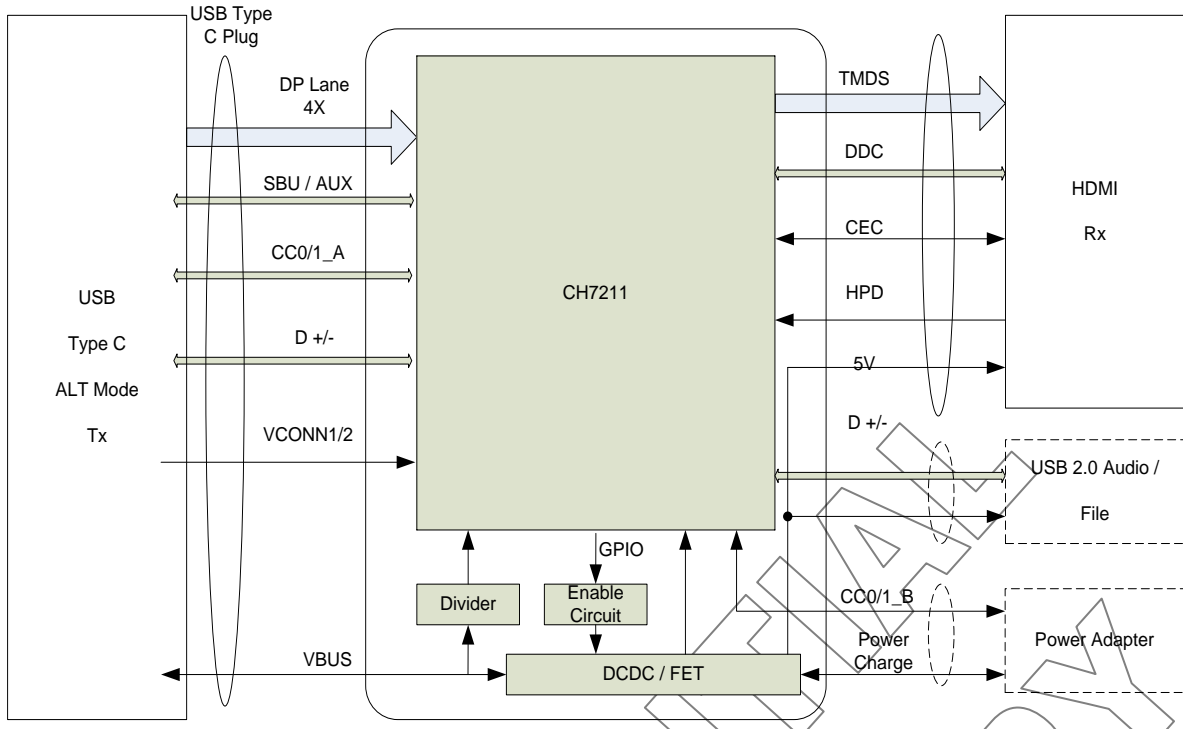 USB Type
C Plug
DP Lane
4X
SBU / AUX
CC0/1_A
D +/-
VCONN1/2
VBUS
USB
Type C
ALT Mode
Tx
CH7211
GPIO
Divider
Enable
Circuit
DCDC / FET
TMDS
DDC
CEC
HPD
5V
D +/-
CC0/1_B
Power
Charge
HDMI
Rx
USB 2.0 Audio /
File
Power Adapter